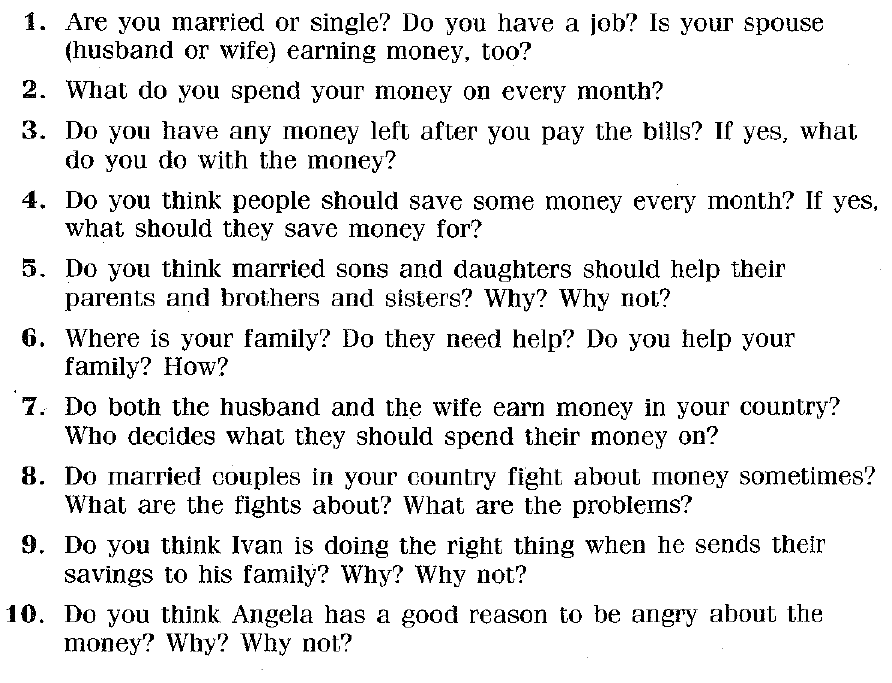 1. Are you married or single? Do you have a job? Is your spouse
(husband or wife) earning money, too?
2. What do you spend your money on every month?
3. Do you have any money left after you pay the bills? If yes, what
do you do with the money?
4. Do you think people should save some money every month? If yes,
what should they save money for?
5. Do you think married sons and daughters should help their
parents and brothers and sisters? Why? Why not?
6. Where is your family? Do they need help? Do you help your
family? How?
7. Do both the husband and the wife earn money in your country?
Who decides what they should spend their money on?
8. Do married couples in your country fight about money sometimes?
What are the fights about? What are the problems?
9. Do you think Ivan is doing the right thing when he sends their
savings to his family? Why? Why not?
10. Do you think Angela has a good reason to be angry about the
money? Why? Why not?